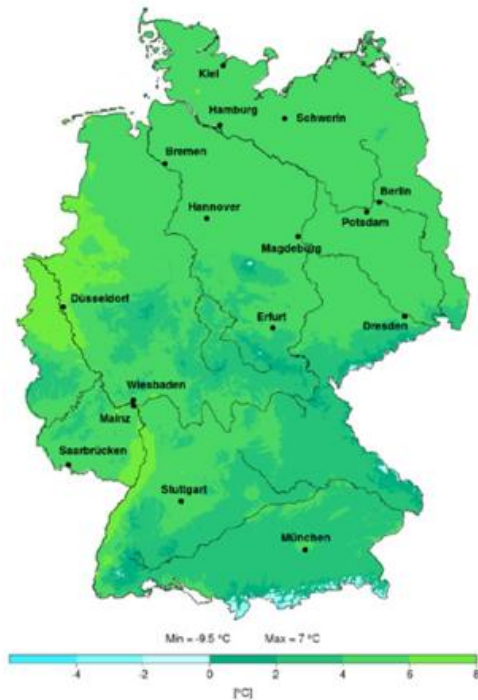 Kiel
Hamburg
Schwerin
Bremen
Berlin
Hannover
Potsdam
Magdeburg
Düsseldorf
Erfurt
Dresden
Wiesbaden
Mainz
Saarbrücken
Stuttgart
München
Min = -9.5 °C Max = 7 °C
-4 -2 0 2 4 6 8
[°C]